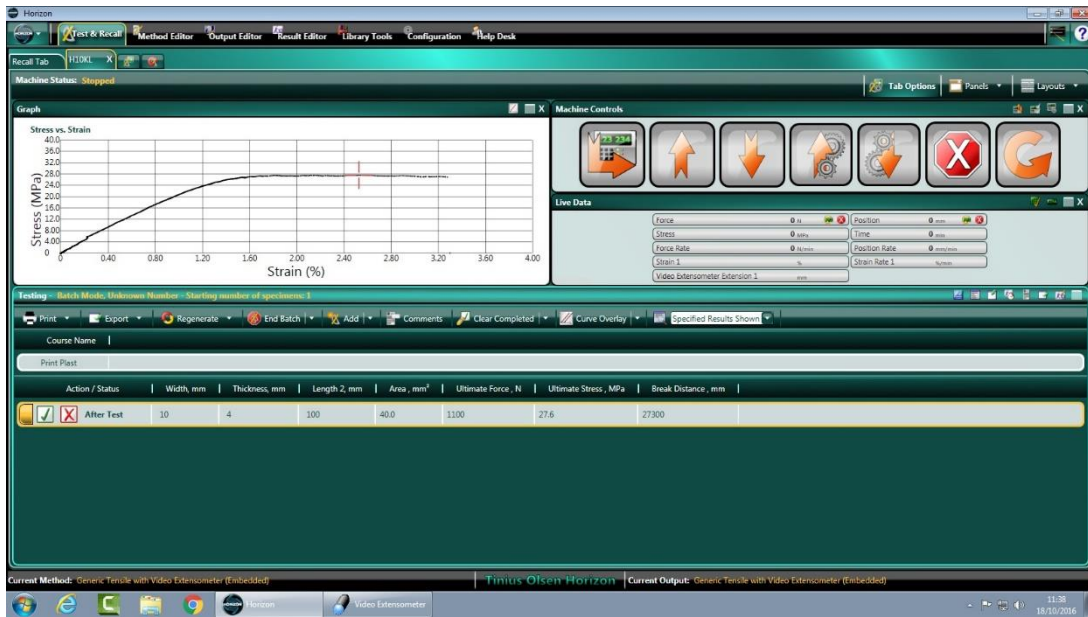 Horizon
HORIZON Test & Recall Method Editor Output Editor Result Editor Library Tools Configuration Help Desk
Recall Tab H10KL X
Machine Status: Stopped
Tab Options Panels Layouts
Graph X
Stress vs. Strain
40.0
36.0
32.0
28.0
24.0
20.0
16.0
12.0
8.00
4.00
0
Stress (MPa)
0 0.40 0.80 1.20 1.60 2.00 2.40 2.80 3.20 3.60 4.00
Strain (%)
Machine Controls X
Live Data X
Force 0 N Position 0 mm
Stress 0 MPa Time 0 min
Force Rate 0 N/min Position Rate 0 mm/min
Strain 1 % Strain Rate 1 %/min
Video Extensometer Extension 1 mm
Testing - Batch Mode, Unknown Number - Starting number of specimens: 1
Print Export Regenerate End Batch Add Comments Clear Completed Curve Overlay Specified Results Shown
Course Name
Print Plast
Action / Status Width, mm Thickness, mm Length 2, mm Area , mm² Ultimate Force , N Ultimate Stress , MPa Break Distance , mm
After Test 10 4 100 40.0 1100 27.6 27300
Current Method: Generic Tensile with Video Extensometer (Embedded) Tinius Olsen Horizon Current Output: Generic Tensile with Video Extensometer (Embedded)
Horizon Video Extensometer 11:38
18/10/2016